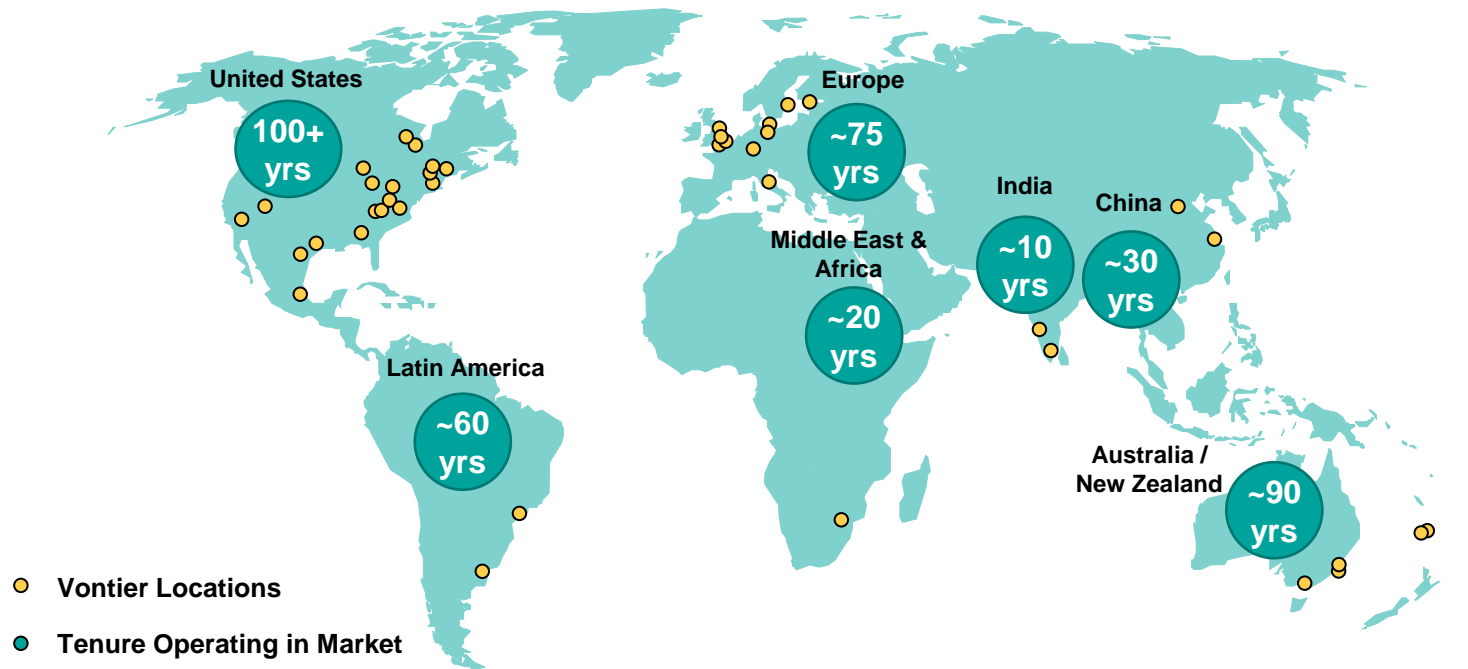 United States
100+
yrs
Europe
~75
yrs
India
~10
yrs
China
~30
yrs
Middle East &
Africa
~20
yrs
Latin America
~60
yrs
Australia /
New Zealand
~90
yrs
Vontier Locations
Tenure Operating in Market